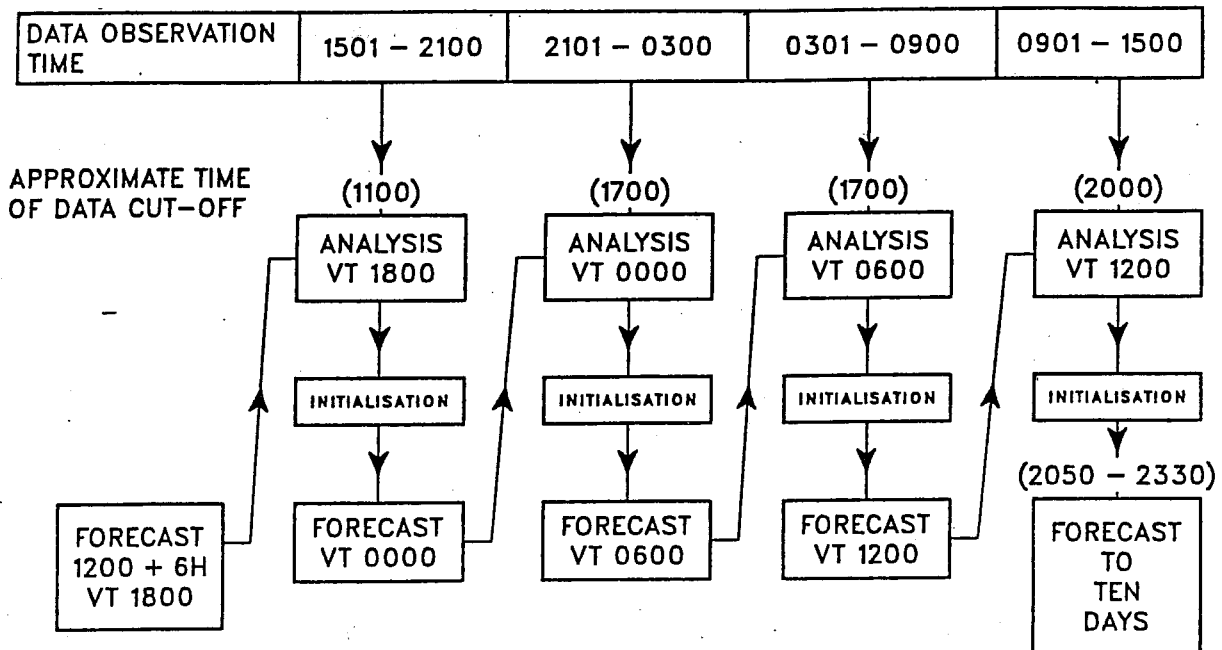 DATA OBSERVATION
TIME
1501 – 2100
2101 – 0300
0301 – 0900
0901 – 1500
APPROXIMATE TIME
OF DATA CUT–OFF
(1100)
(1700)
(1700)
(2000)
ANALYSIS
VT 1800
ANALYSIS
VT 0000
ANALYSIS
VT 0600
ANALYSIS
VT 1200
INITIALISATION
INITIALISATION
INITIALISATION
INITIALISATION
(2050 – 2330)
FORECAST
1200 + 6H
VT 1800
FORECAST
VT 0000
FORECAST
VT 0600
FORECAST
VT 1200
FORECAST
TO
TEN
DAYS